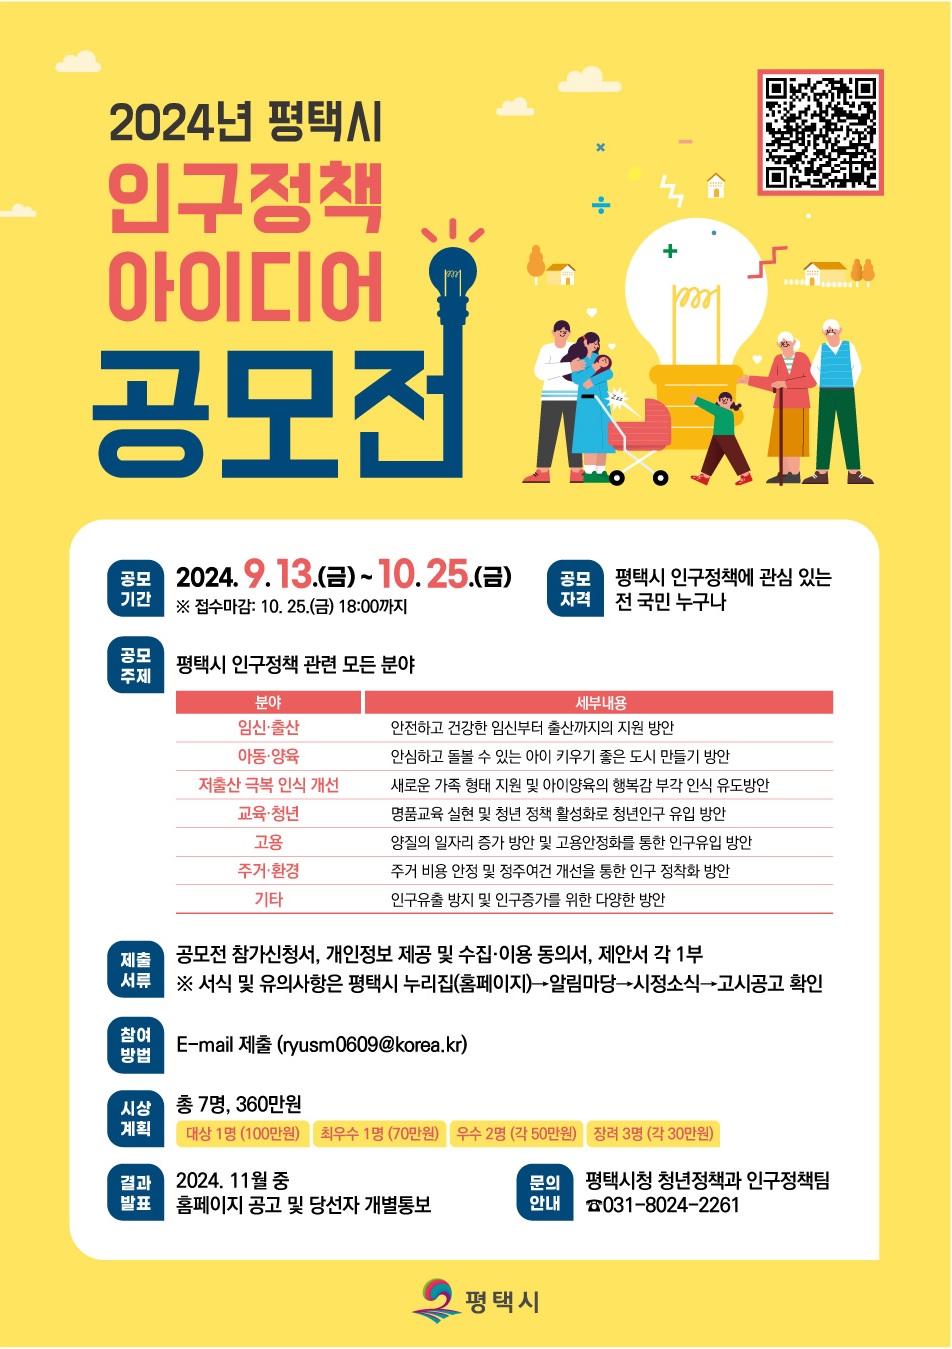 2024년 평택시
인구정책
아이디어
공모전
zzz
공모
기간
2024. 9. 13.(금) ~ 10. 25.(금)
※ 접수마감: 10. 25.(금) 18:00까지
공모
자격
평택시 인구정책에 관심 있는
전 국민 누구나
공모
주제
평택시 인구정책 관련 모든 분야
분야 세부내용
임신·출산 안전하고 건강한 임신부터 출산까지의 지원 방안
아동·양육 안심하고 돌볼 수 있는 아이 키우기 좋은 도시 만들기 방안
저출산 극복 인식 개선 새로운 가족 형태 지원 및 아이양육의 행복감 부각 인식 유도방안
교육·청년 명품교육 실현 및 청년 정책 활성화로 청년인구 유입 방안
고용 양질의 일자리 증가 방안 및 고용안정화를 통한 인구유입 방안
주거·환경 주거 비용 안정 및 정주여건 개선을 통한 인구 정착화 방안
기타 인구유출 방지 및 인구증가를 위한 다양한 방안
제출
서류
공모전 참가신청서, 개인정보 제공 및 수집·이용 동의서, 제안서 각 1부
※ 서식 및 유의사항은 평택시 누리집(홈페이지)→알림마당→시정소식→고시공고 확인
참여
방법
E-mail 제출 (ryusm0609@korea.kr)
시상
계획
총 7명, 360만원
대상 1명 (100만원) 최우수 1명 (70만원) 우수 2명 (각 50만원) 장려 3명 (각 30만원)
결과
발표
2024. 11월 중
홈페이지 공고 및 당선자 개별통보
문의
안내
평택시청 청년정책과 인구정책팀
☎031-8024-2261
평택시